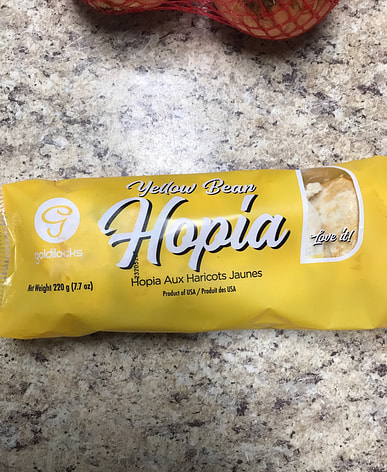 Yellow Bean
Hopia
goldilocks
-Love it!
Hopia Aux Haricots Jaunes
Net Weight 220 g (7.7 oz)
Product of USA / Produit des USA